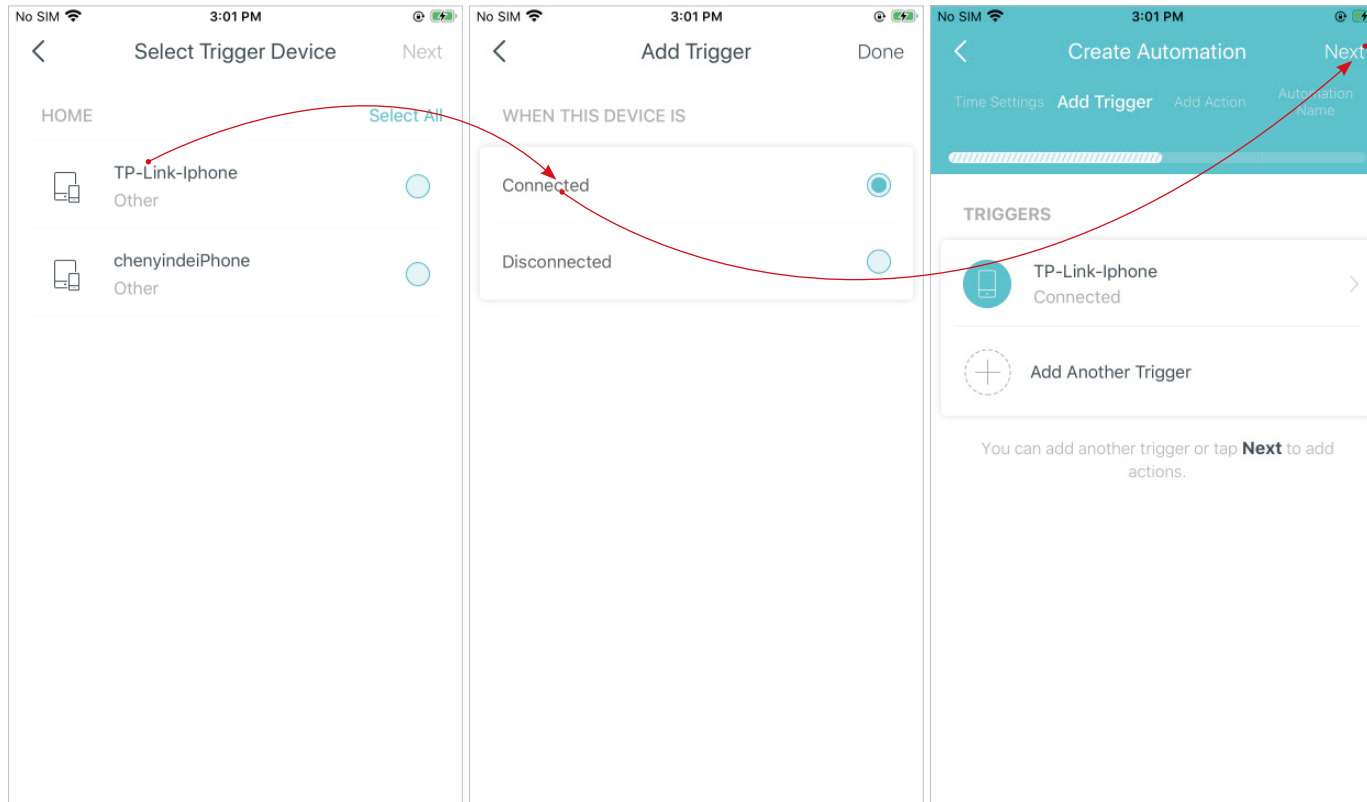 No SIM 3:01 PM
Select Trigger Device Next
HOME Select All
TP-Link-Iphone
Other
chenyindeiPhone
Other
No SIM 3:01 PM
Add Trigger Done
WHEN THIS DEVICE IS
Connected
Disconnected
No SIM 3:01 PM
Create Automation Next
Time Settings Add Trigger Add Action Automation
Name
TRIGGERS
TP-Link-Iphone
Connected
Add Another Trigger
You can add another trigger or tap Next to add
actions.